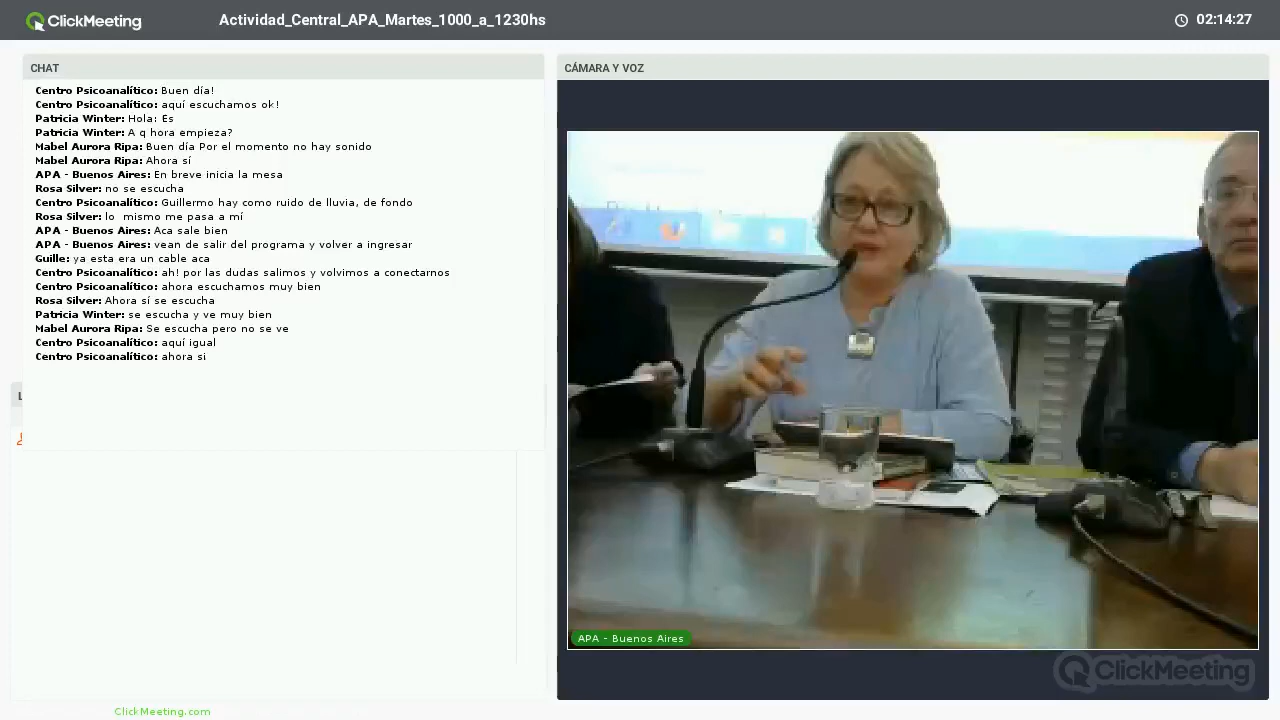 ClickMeeting
Actividad_Central_APA_Martes_1000_a_1230hs
02:14:27
CHAT
Centro Psicoanalítico: Buen día!
Centro Psicoanalítico: aquí escuchamos ok!
Patricia Winter: Hola: Es
Patricia Winter: A q hora empieza?
Mabel Aurora Ripa: Buen día Por el momento no hay sonido
Mabel Aurora Ripa: Ahora sí
APA - Buenos Aires: En breve inicia la mesa
Rosa Silver: no se escucha
Centro Psicoanalítico: Guillermo hay como ruido de lluvia, de fondo
Rosa Silver: lo  mismo me pasa a mí
APA - Buenos Aires: Aca sale bien
APA - Buenos Aires: vean de salir del programa y volver a ingresar
Guille: ya esta era un cable aca
Centro Psicoanalítico: ah! por las dudas salimos y volvimos a conectarnos
Centro Psicoanalítico: ahora escuchamos muy bien
Rosa Silver: Ahora sí se escucha
Patricia Winter: se escucha y ve muy bien
Mabel Aurora Ripa: Se escucha pero no se ve
Centro Psicoanalítico: aquí igual
Centro Psicoanalítico: ahora si
CÁMARA Y VOZ
APA - Buenos Aires
ClickMeeting
ClickMeeting.com